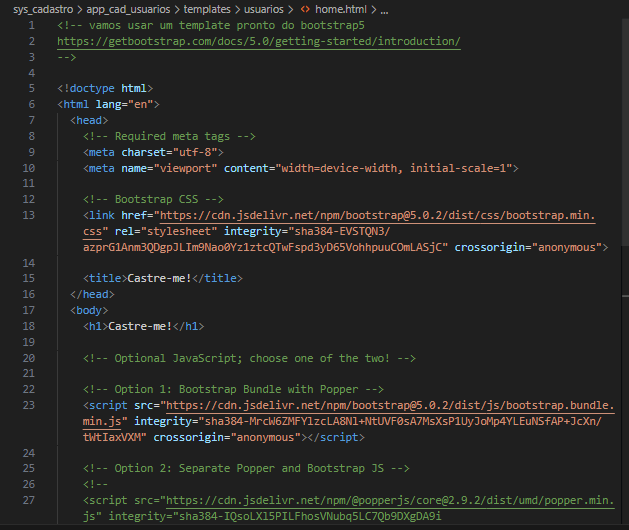 sys_cadastro > app_cad_usuarios > templates > usuarios > <> home.html > ...
1 <!-- vamos usar um template pronto do bootstrap5
2 https://getbootstrap.com/docs/5.0/getting-started/introduction/
3 -->
4
5 <!doctype html>
6 <html lang="en">
7 <head>
8 <!-- Required meta tags -->
9 <meta charset="utf-8">
10 <meta name="viewport" content="width=device-width, initial-scale=1">
11
12 <!-- Bootstrap CSS -->
13 <link href="https://cdn.jsdelivr.net/npm/bootstrap@5.0.2/dist/css/bootstrap.min.
css" rel="stylesheet" integrity="sha384-EVSTQN3/
azprG1Anm3QDgpJLIm9Nao0Yz1ztcQTwFspd3yD65VohhpuuCOmLASjC" crossorigin="anonymous">
14
15 <title>Castre-me!</title>
16 </head>
17 <body>
18 <h1>Castre-me!</h1>
19
20 <!-- Optional JavaScript; choose one of the two! -->
21
22 <!-- Option 1: Bootstrap Bundle with Popper -->
23 <script src="https://cdn.jsdelivr.net/npm/bootstrap@5.0.2/dist/js/bootstrap.bundle.
min.js" integrity="sha384-MrcW6ZMFYlzcLA8Nl+NtUVF0sA7MsXsP1UyJoMp4YLEuNSfAP+JcXn/
tWtIaxVXM" crossorigin="anonymous"></script>
24
25 <!-- Option 2: Separate Popper and Bootstrap JS -->
26 <!--
27 <script src="https://cdn.jsdelivr.net/npm/@popperjs/core@2.9.2/dist/umd/popper.min.
js" integrity="sha384-IQsoLXl5PILFhosVNubq5LC7Qb9DXgDA9i